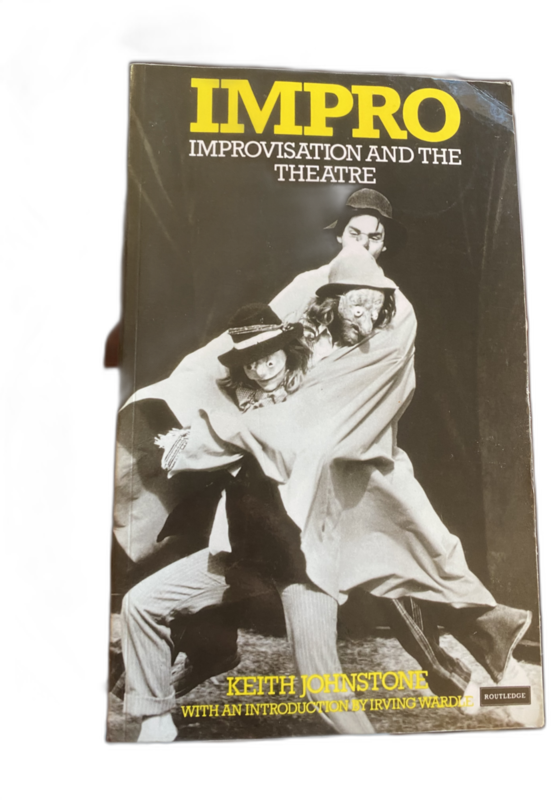 IMPRO
IMPROVISATION AND THE
THEATRE
KEITH JOHNSTONE
WITH AN INTRODUCTION BY IRVING WARDLE
ROUTLEDGE